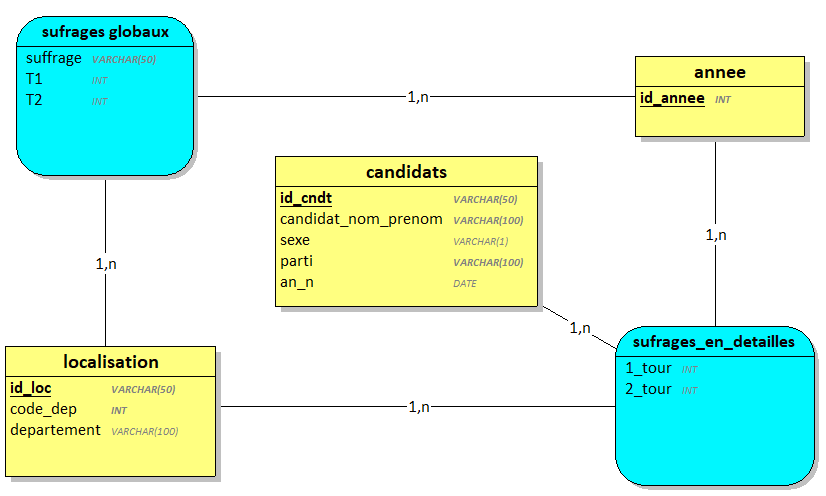 sufrages globaux
suffrage VARCHAR(50)
T1 INT
T2 INT
1,n
annee
id_annee INT
candidats
id_cndt VARCHAR(50)
candidat_nom_prenom VARCHAR(100)
sexe VARCHAR(1)
parti VARCHAR(100)
an_n DATE
1,n
1,n
1,n
localisation
id_loc VARCHAR(50)
code_dep INT
departement VARCHAR(100)
1,n
sufrages_en_detailles
1_tour INT
2_tour INT